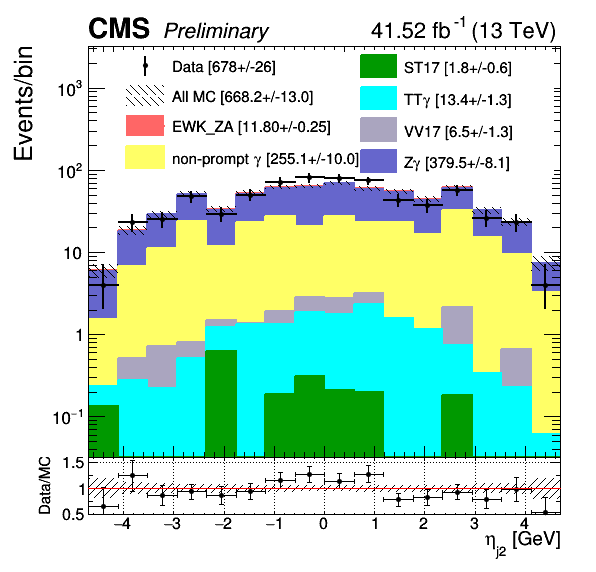 CMS Preliminary 41.52 fb⁻¹ (13 TeV)
Events/bin
Data [678+/-26]
All MC [668.2+/-13.0]
EWK_ZA [11.80+/-0.25]
non-prompt γ [255.1+/-10.0]
ST17 [1.8+/-0.6]
TTγ [13.4+/-1.3]
VV17 [6.5+/-1.3]
Zγ [379.5+/-8.1]
10³
10²
10
1
10⁻¹
Data/MC
1.5
1
0.5
−4 −3 −2 −1 0 1 2 3 4
η_j2 [GeV]